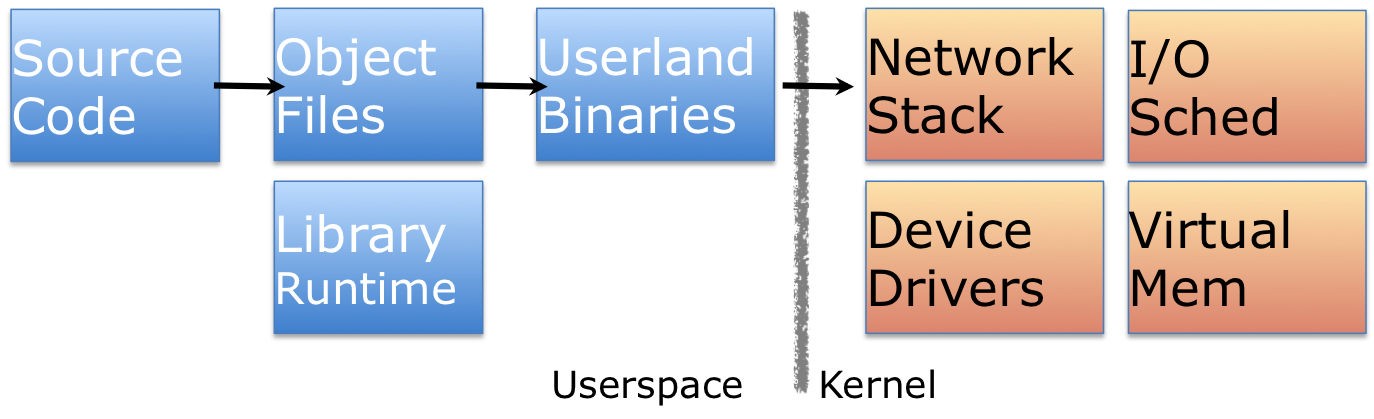 Source
Code
Object
Files
Userland
Binaries
Network
Stack
I/O
Sched
Library
Runtime
Device
Drivers
Virtual
Mem
Userspace
Kernel